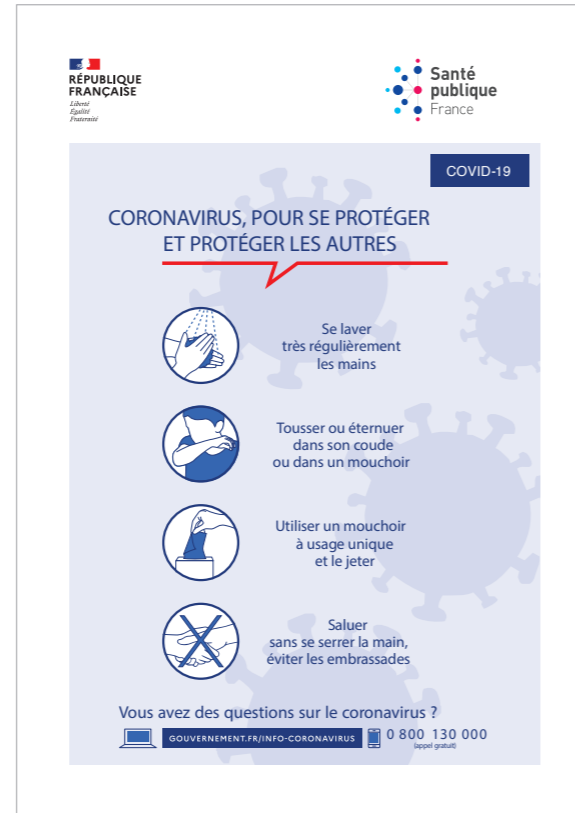 RÉPUBLIQUE
FRANÇAISE
Liberté
Égalité
Fraternité
Santé
publique
France
COVID-19
CORONAVIRUS, POUR SE PROTÉGER
ET PROTÉGER LES AUTRES
Se laver
très régulièrement
les mains
Tousser ou éternuer
dans son coude
ou dans un mouchoir
Utiliser un mouchoir
à usage unique
et le jeter
Saluer
sans se serrer la main,
éviter les embrassades
Vous avez des questions sur le coronavirus ?
GOUVERNEMENT.FR/INFO-CORONAVIRUS
0 800 130 000
(appel gratuit)